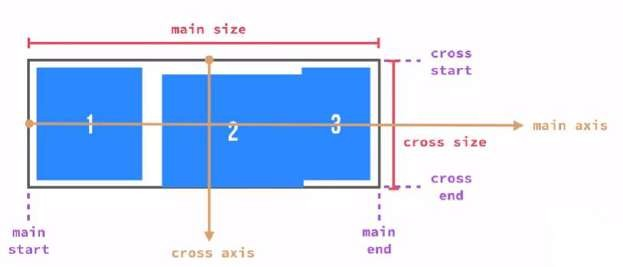 main size
cross
start
1
2
3
main axis
cross size
cross
end
main
start
cross axis
main
end